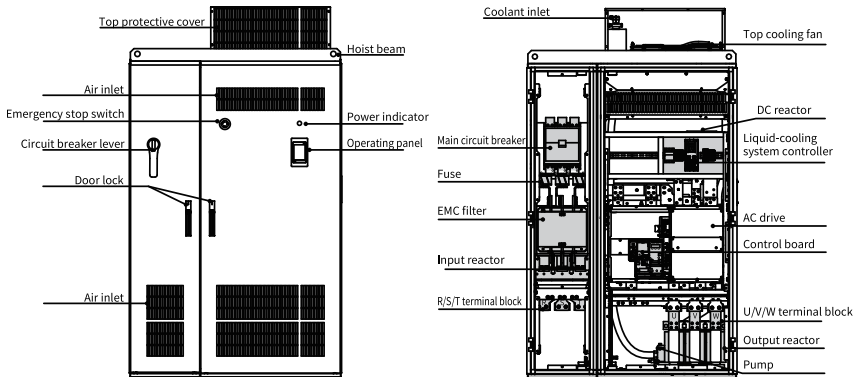 Top protective cover
Hoist beam
Air inlet
Emergency stop switch
Power indicator
Circuit breaker lever
Operating panel
Door lock
Air inlet
Coolant inlet
Top cooling fan
DC reactor
Main circuit breaker
Liquid-cooling
system controller
Fuse
EMC filter
AC drive
Control board
Input reactor
R/S/T terminal block
U V W
U/V/W terminal block
Output reactor
Pump